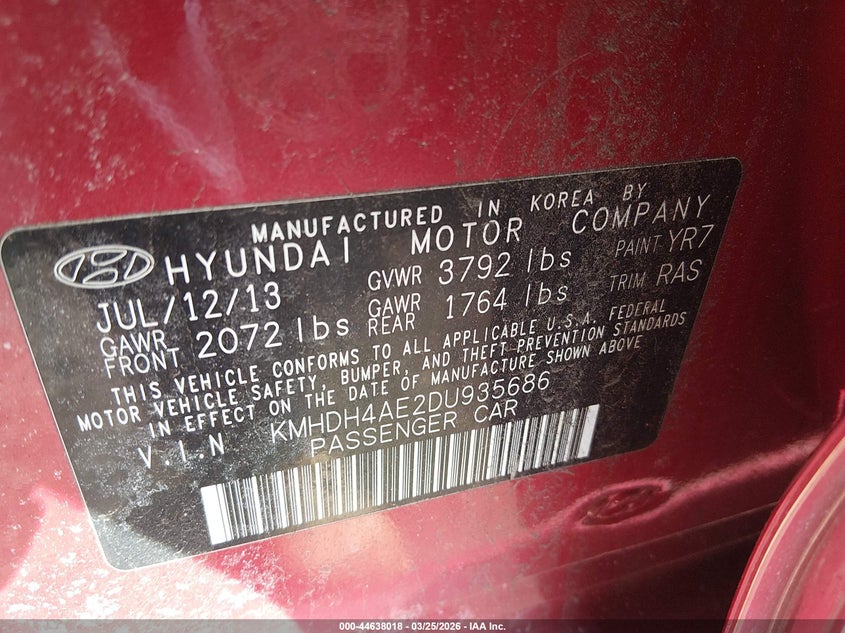 MANUFACTURED IN KOREA BY
HYUNDAI MOTOR COMPANY
JUL/12/13 GVWR 3792 lbs PAINT YR7
GAWR FRONT 2072 lbs GAWR REAR 1764 lbs TRIM RAS
THIS VEHICLE CONFORMS TO ALL APPLICABLE U.S.A. FEDERAL
MOTOR VEHICLE SAFETY, BUMPER, AND THEFT PREVENTION STANDARDS
IN EFFECT ON THE DATE OF MANUFACTURE SHOWN ABOVE
V.I.N KMHDH4AE2DU935686
PASSENGER CAR
000-44638018 - 03/25/2026 - IAA Inc.